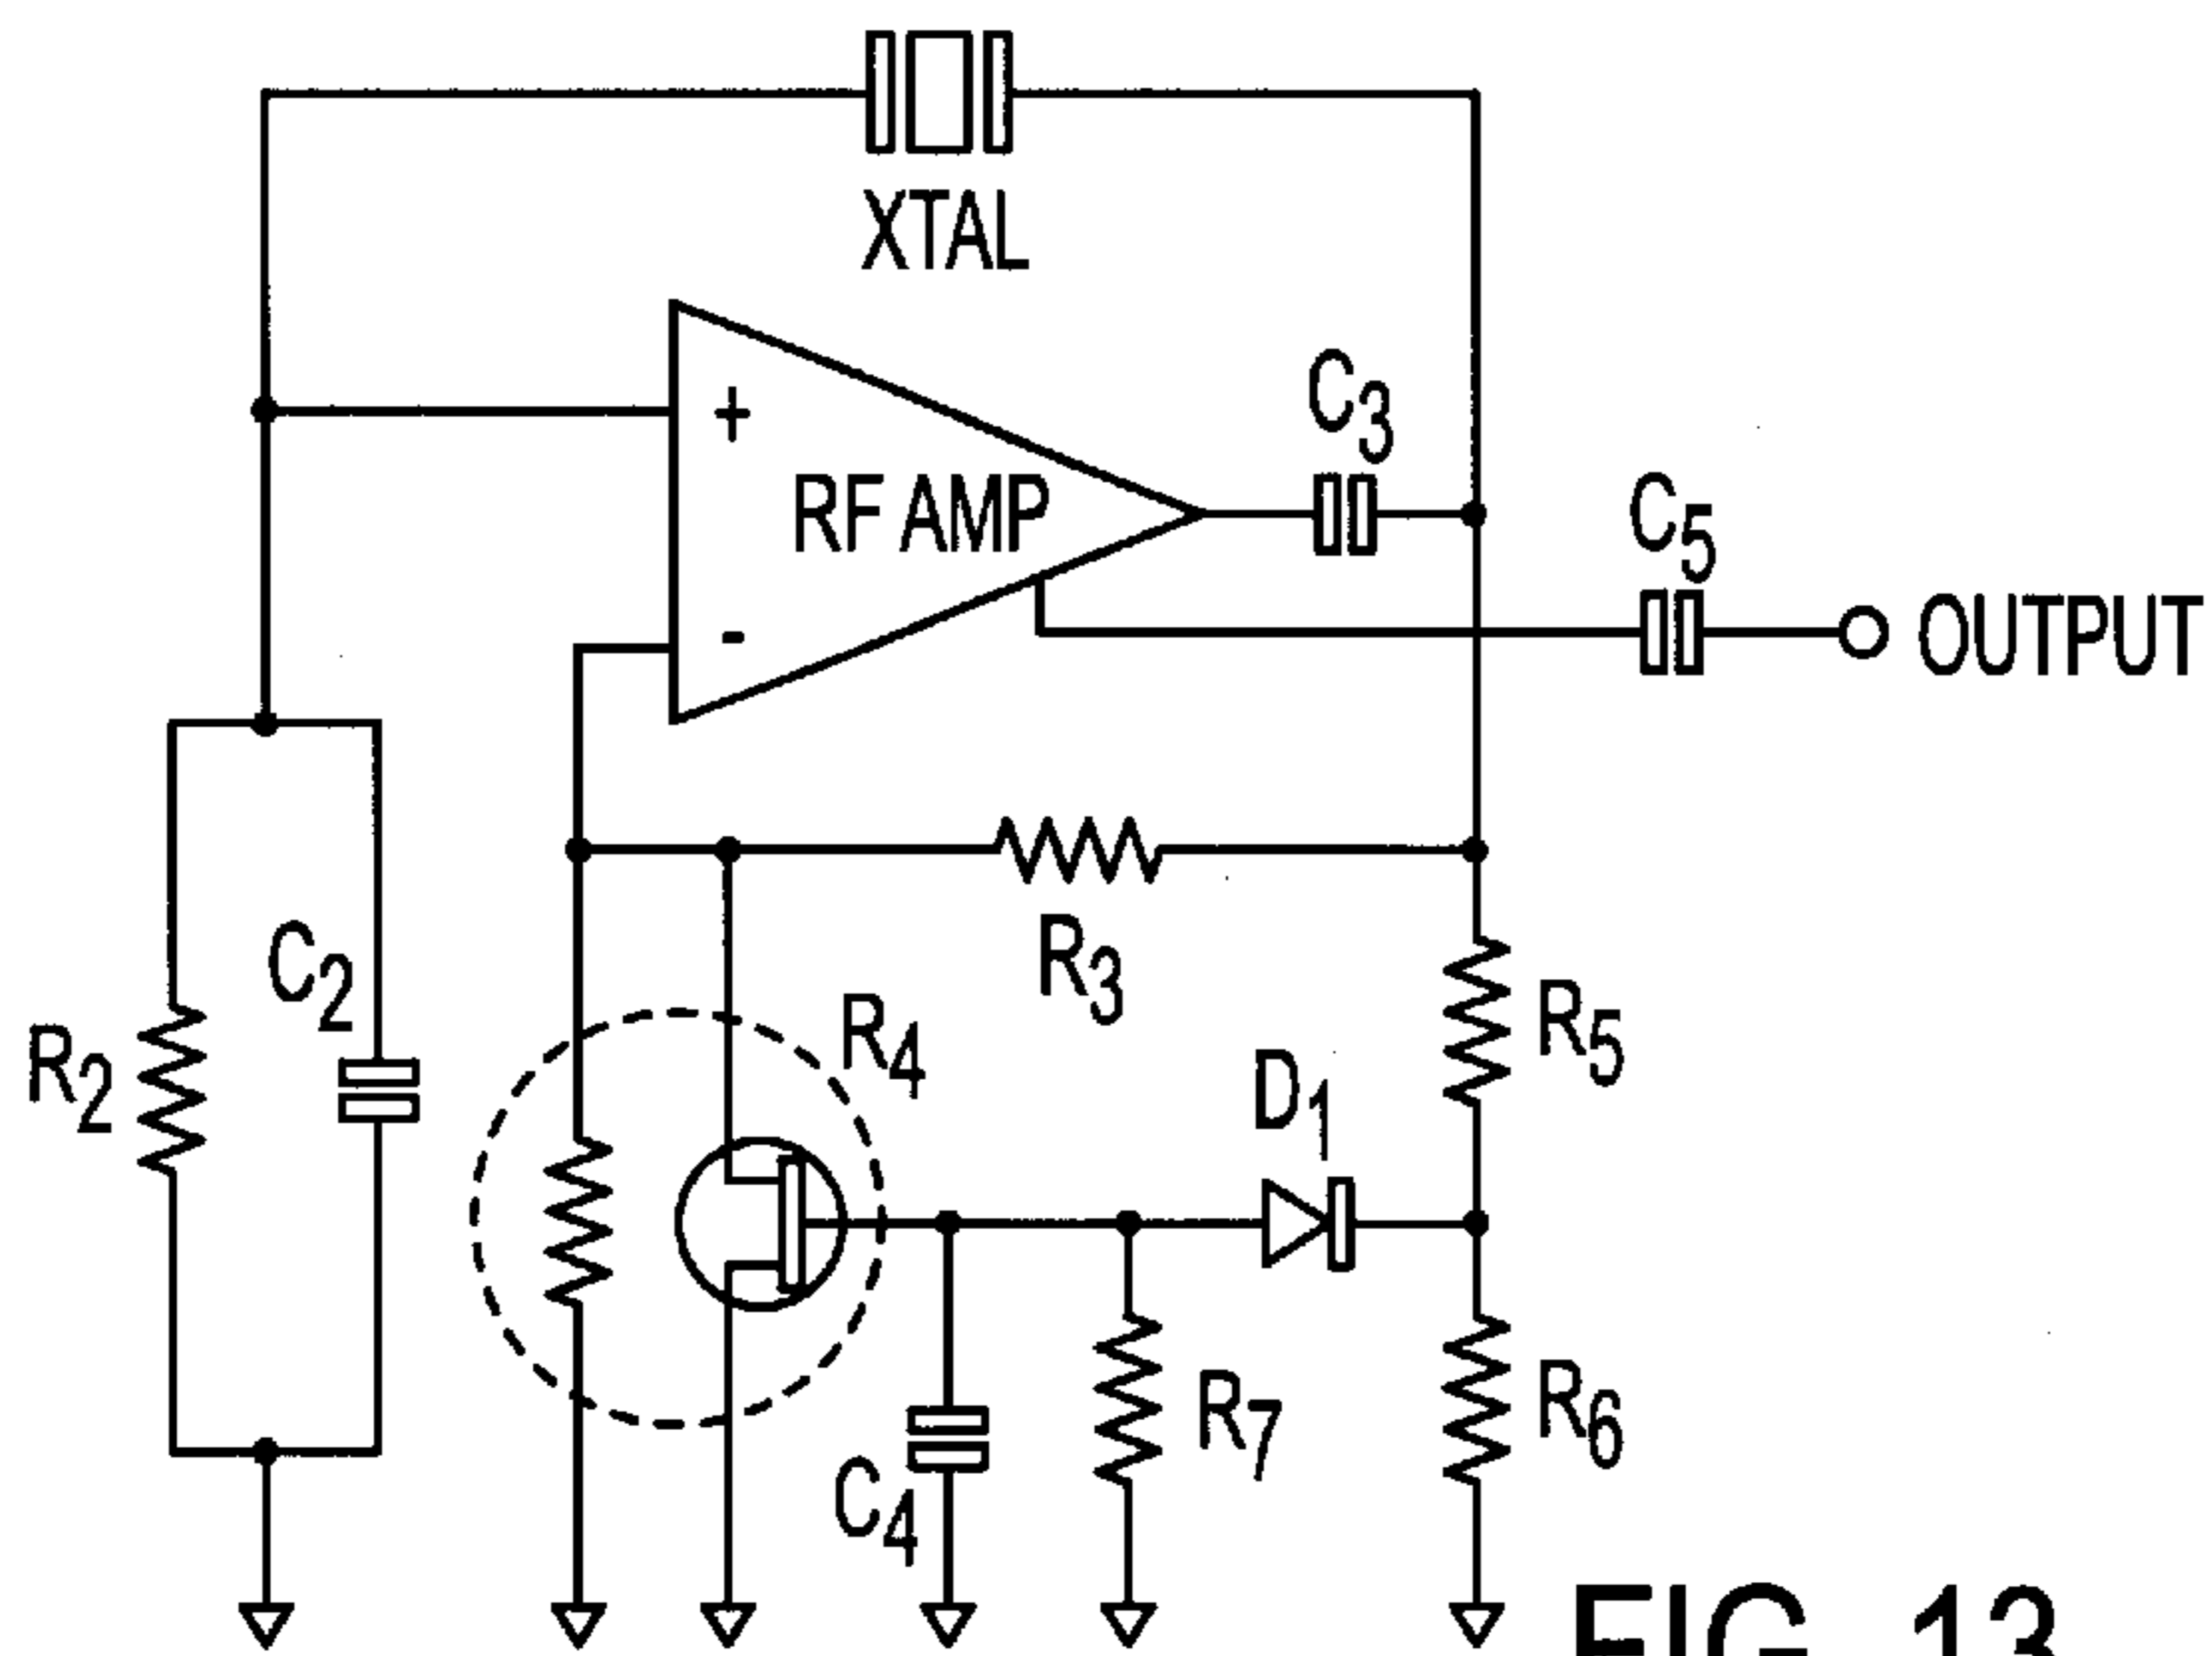 XTAL
+
RF AMP
-
C3
C5
OUTPUT
R2
C2
R3
R4
R5
D1
C4
R7
R6
FIG. 13